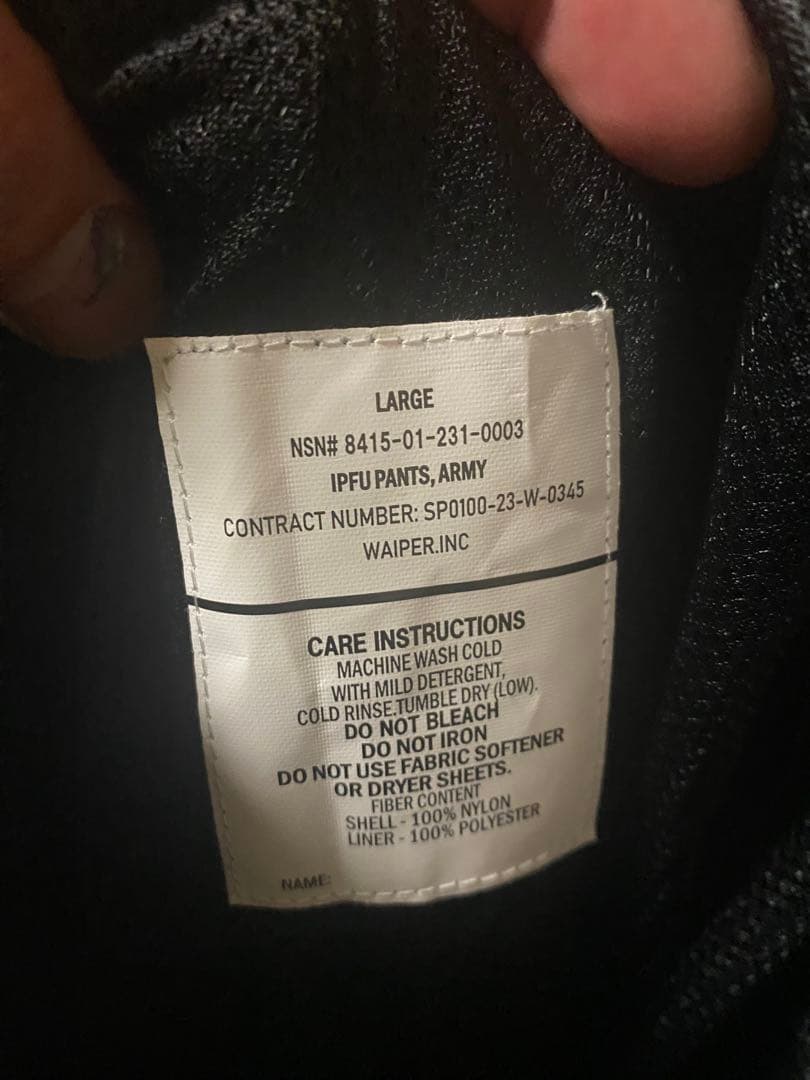 LARGE
NSN# 8415-01-231-0003
IPFU PANTS, ARMY
CONTRACT NUMBER: SP0100-23-W-0345
WAIPER.INC
CARE INSTRUCTIONS
MACHINE WASH COLD
WITH MILD DETERGENT,
COLD RINSE.TUMBLE DRY (LOW).
DO NOT BLEACH
DO NOT IRON
DO NOT USE FABRIC SOFTENER
OR DRYER SHEETS.
FIBER CONTENT
SHELL - 100% NYLON
LINER - 100% POLYESTER
NAME: